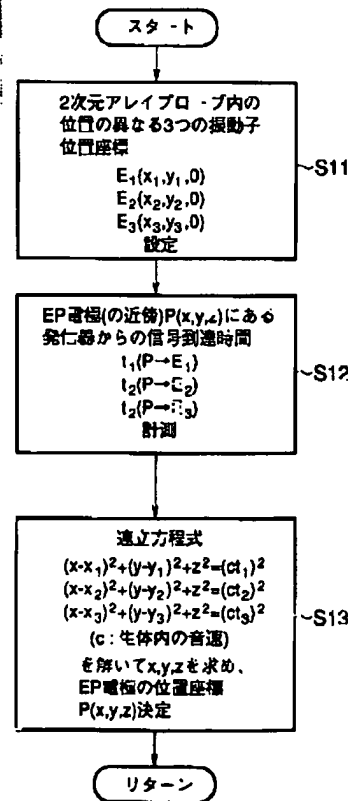 スタート
2次元アレイプローブ内の
位置の異なる3つの振動子
位置座標
E₁(x₁,y₁,0)
E₂(x₂,y₂,0)
E₃(x₃,y₃,0)
設定
S11
EP電極(の近傍)P(x,y,z)にある
発信器からの信号到達時間
t₁(P→E₁)
t₂(P→E₂)
t₂(P→E₃)
計測
S12
連立方程式
(x-x₁)²+(y-y₁)²+z²=(ct₁)²
(x-x₂)²+(y-y₂)²+z²=(ct₂)²
(x-x₃)²+(y-y₃)²+z²=(ct₃)²
(c:生体内の音速)
を解いてx,y,zを求め、
EP電極の位置座標
P(x,y,z)決定
S13
リターン